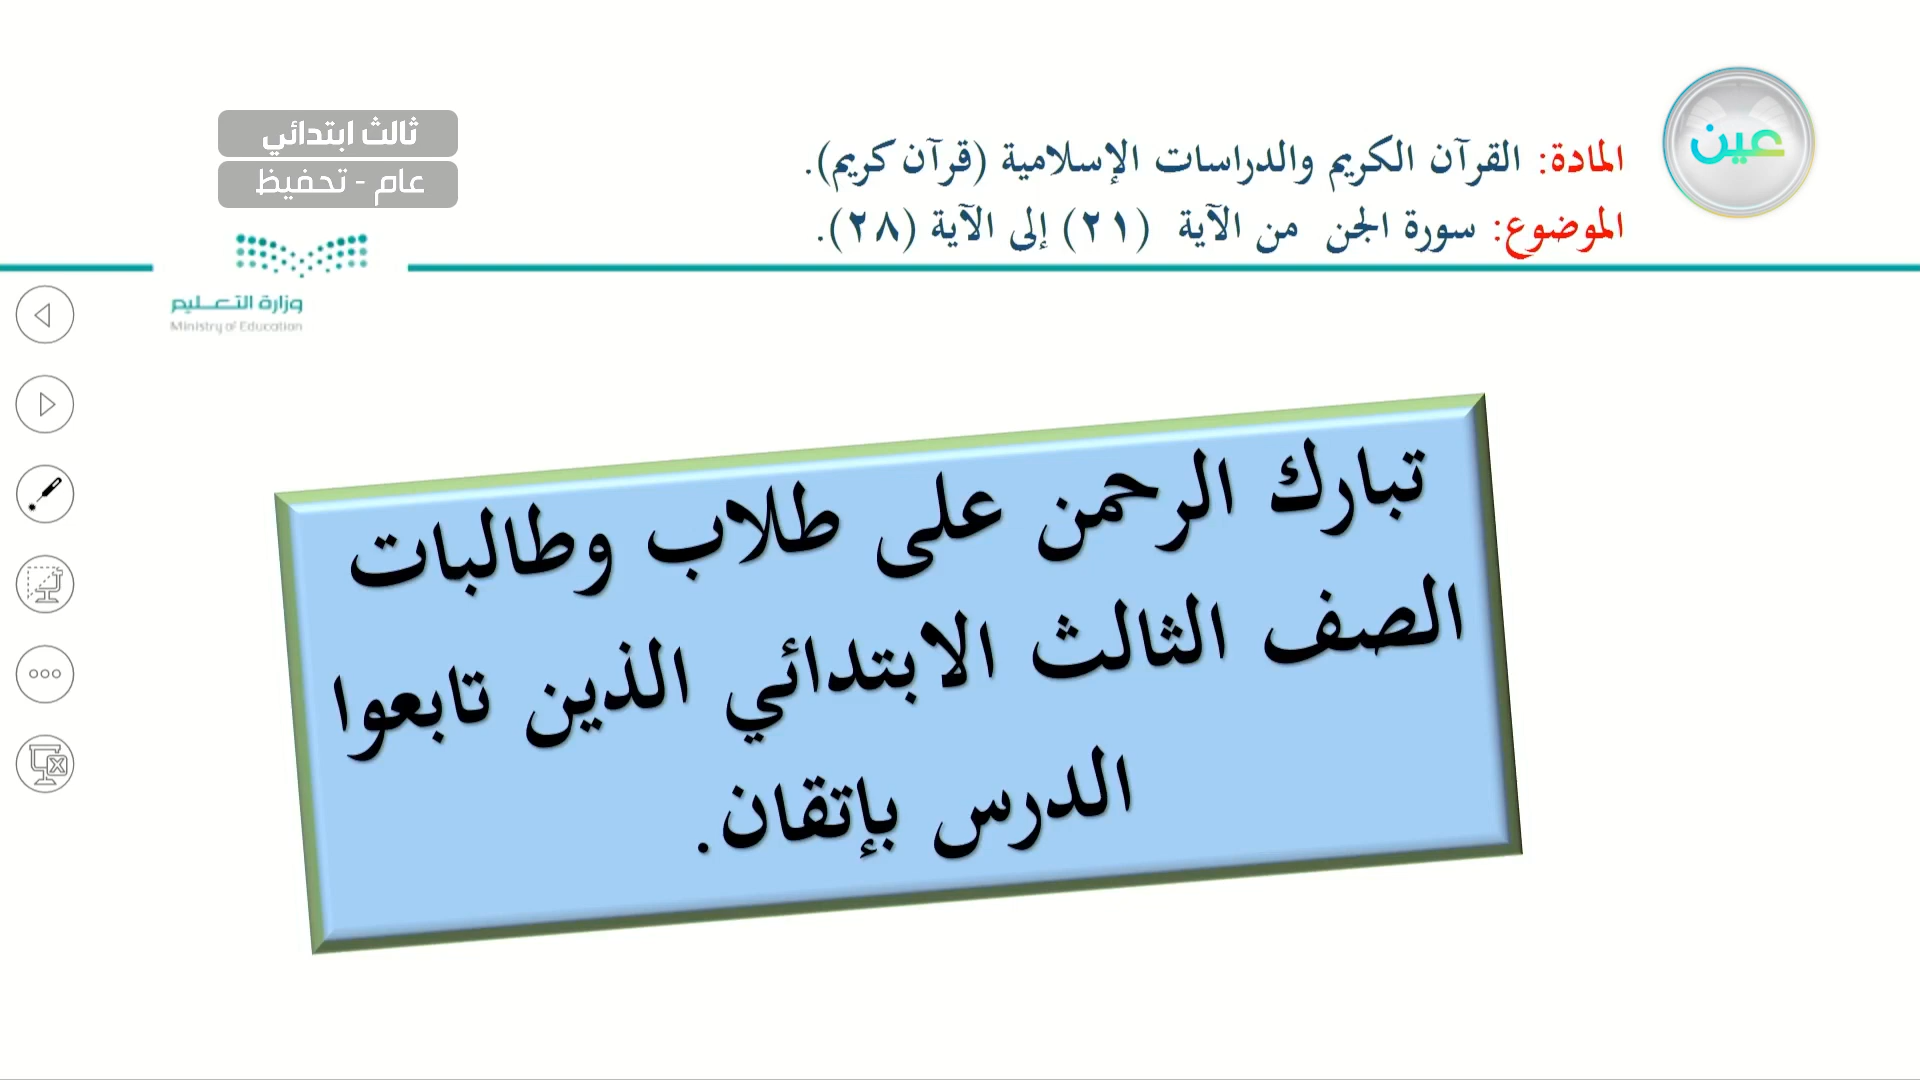 عين
المادة: القرآن الكريم والدراسات الإسلامية (قرآن كريم).
الموضوع: سورة الجن من الآية (٢١) إلى الآية (٢٨).
ثالث ابتدائي
عام - تحفيظ
وزارة التعليم
Ministry of Education
تبارك الرحمن على طلاب وطالبات
الصف الثالث الابتدائي الذين تابعوا
الدرس بإتقان.